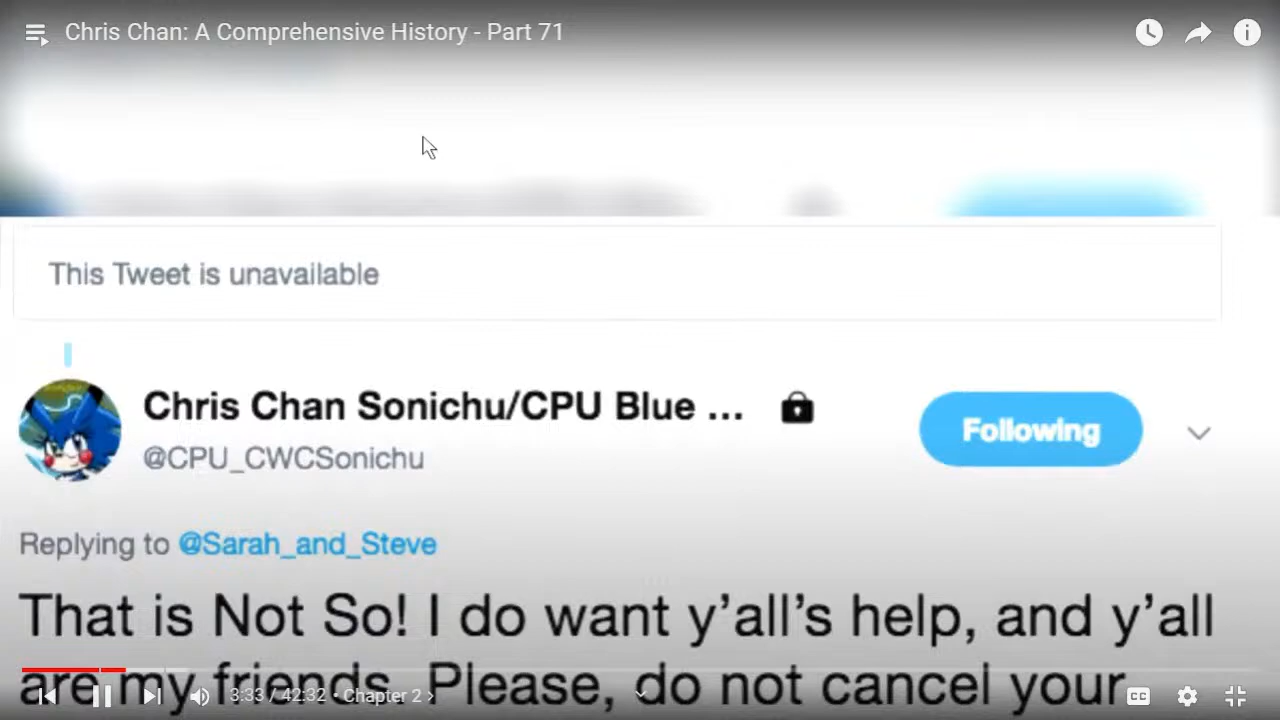 Chris Chan: A Comprehensive History - Part 71
This Tweet is unavailable
Chris Chan Sonichu/CPU Blue ...
@CPU_CWCSonichu
Following
Replying to @Sarah_and_Steve
That is Not So! I do want y’all’s help, and y’all
are my friends. Please, do not cancel your
3:33 / 42:32 • Chapter 2 ›
CC